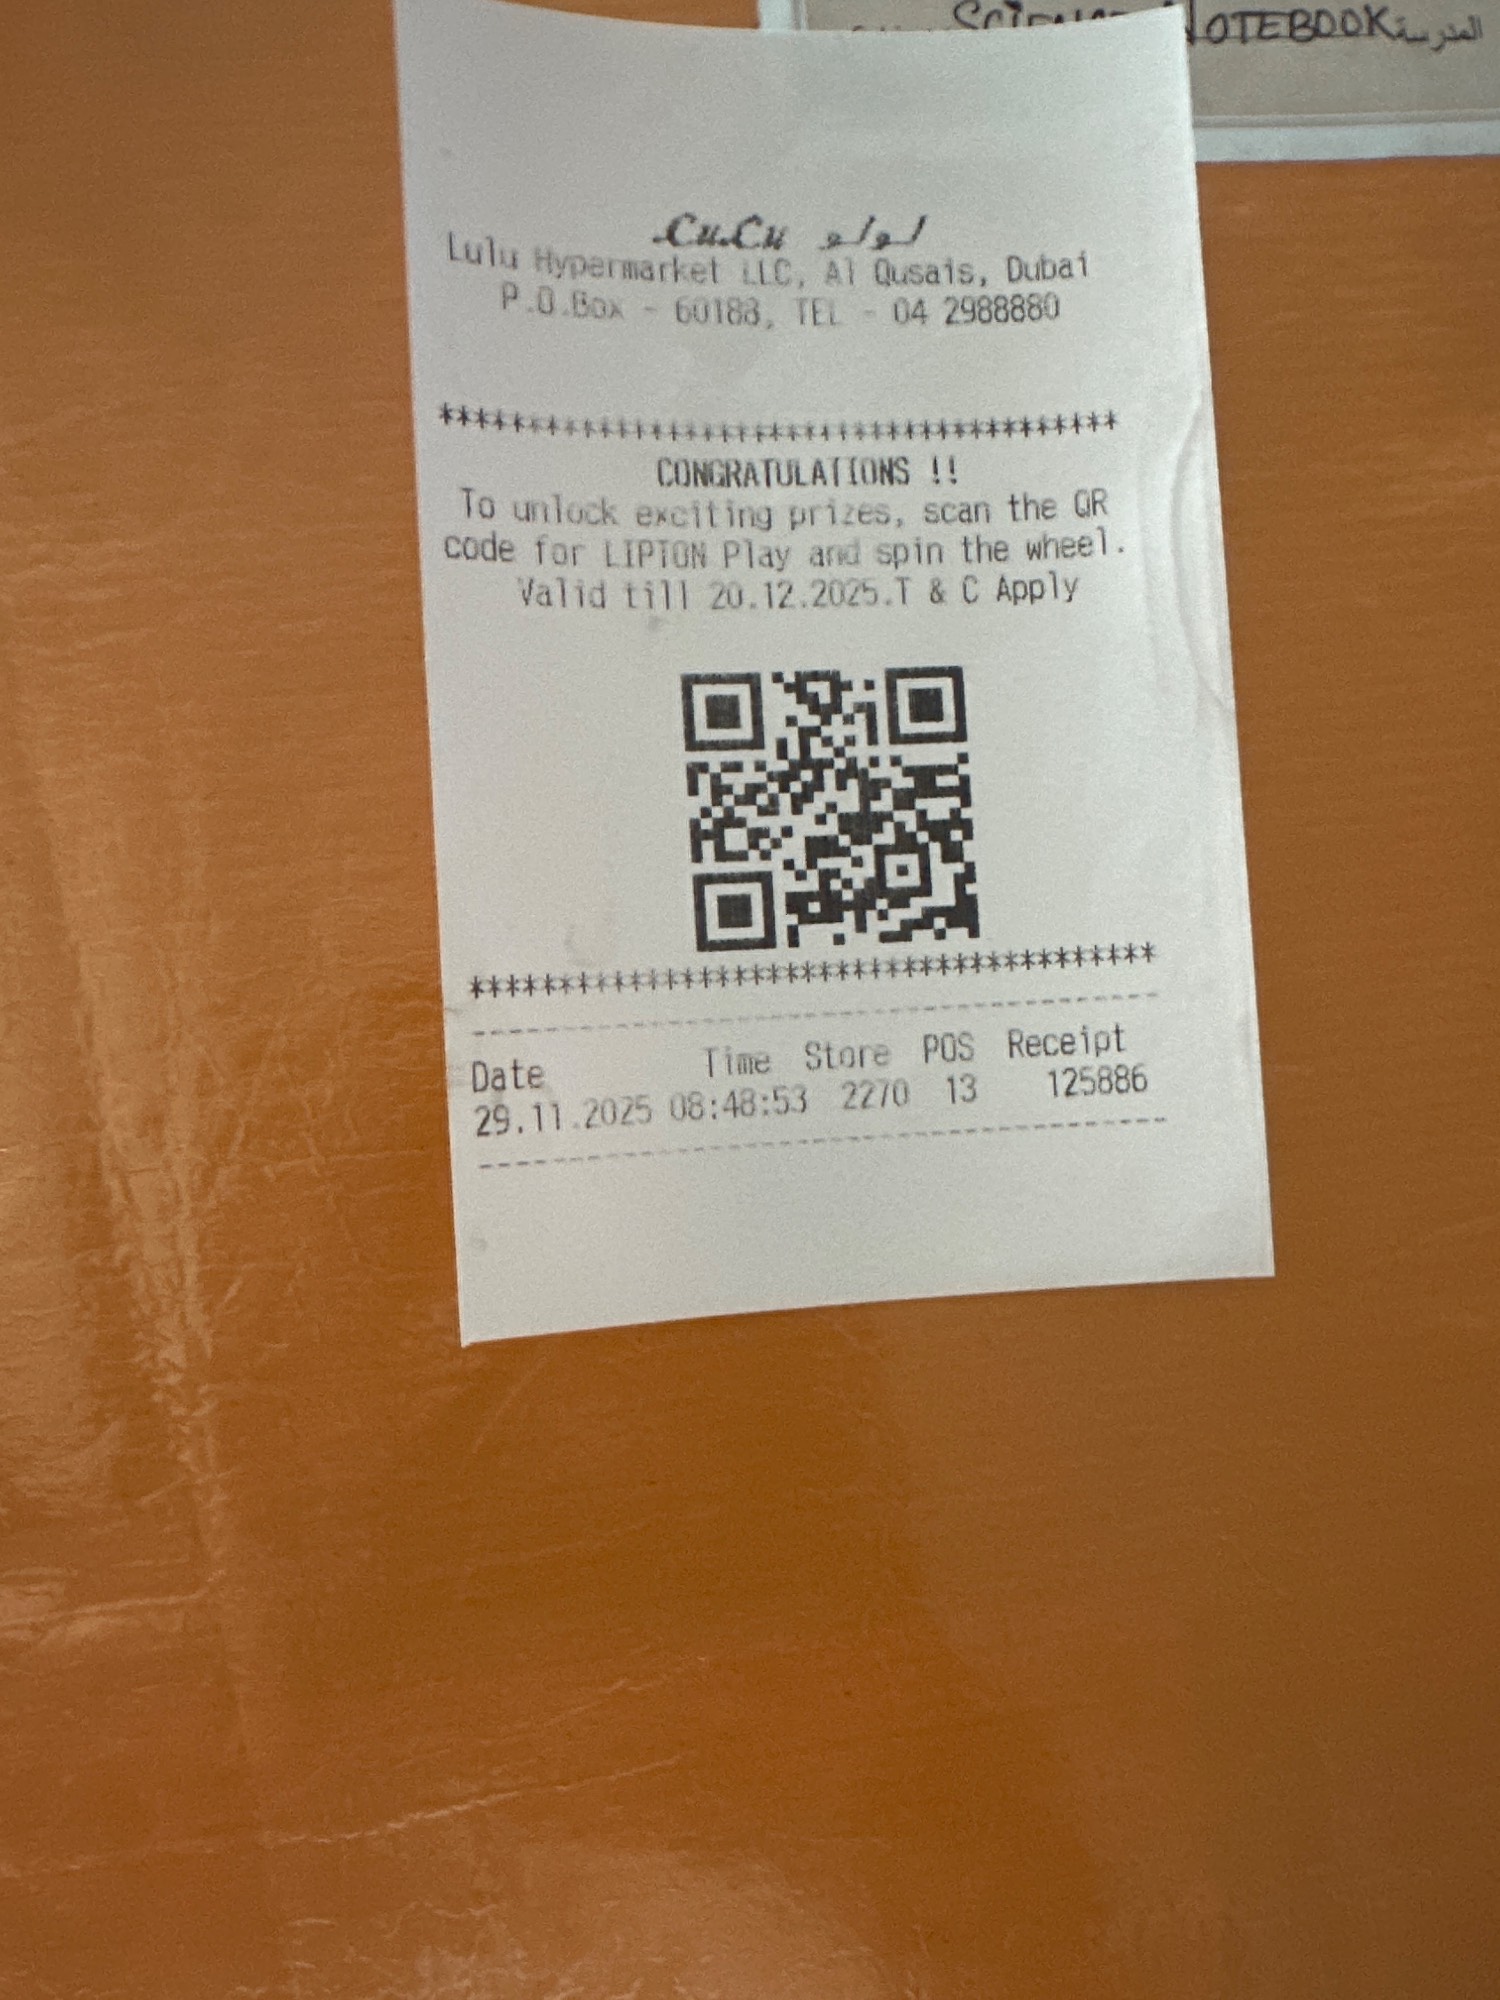 SCIENCE NOTEBOOK المدرسة
LuLu لولو
Lulu Hypermarket LLC, Al Qusais, Dubai
P.O.Box - 60188, TEL - 04 2988880
****************************************
CONGRATULATIONS !!
To unlock exciting prizes, scan the QR
code for LIPTON Play and spin the wheel.
Valid till 20.12.2025.T & C Apply
****************************************
Date Time Store POS Receipt
29.11.2025 08:48:53 2270 13 125886